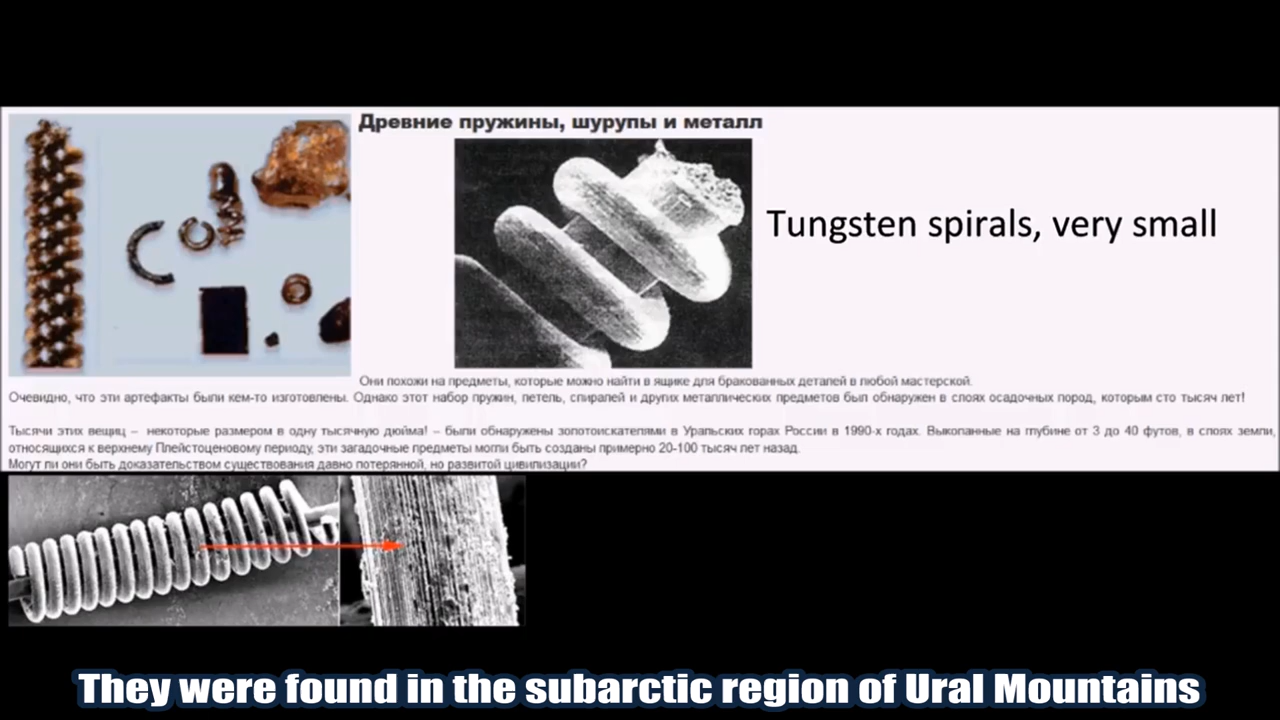 Древние пружины, шурупы и металл
Tungsten spirals, very small
Они похожи на предметы, которые можно найти в ящике для бракованных деталей в любой мастерской.
Очевидно, что эти артефакты были кем-то изготовлены. Однако этот набор пружин, петель, спиралей и других металлических предметов был обнаружен в слоях осадочных пород, которым сто тысяч лет!
Тысячи этих вещиц – некоторые размером в одну тысячную дюйма! – были обнаружены золотоискателями в Уральских горах России в 1990-х годах. Выкопанные на глубине от 3 до 40 футов, в слоях земли,
относящихся к верхнему Плейстоценовому периоду, эти загадочные предметы могли быть созданы примерно 20-100 тысяч лет назад.
Могут ли они быть доказательством существования давно потерянной, но развитой цивилизации?
They were found in the subarctic region of Ural Mountains